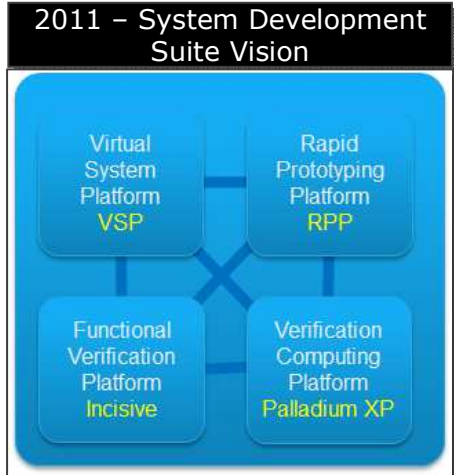 2011 – System Development
Suite Vision
Virtual
System
Platform
VSP
Rapid
Prototyping
Platform
RPP
Functional
Verification
Platform
Incisive
Verification
Computing
Platform
Palladium XP